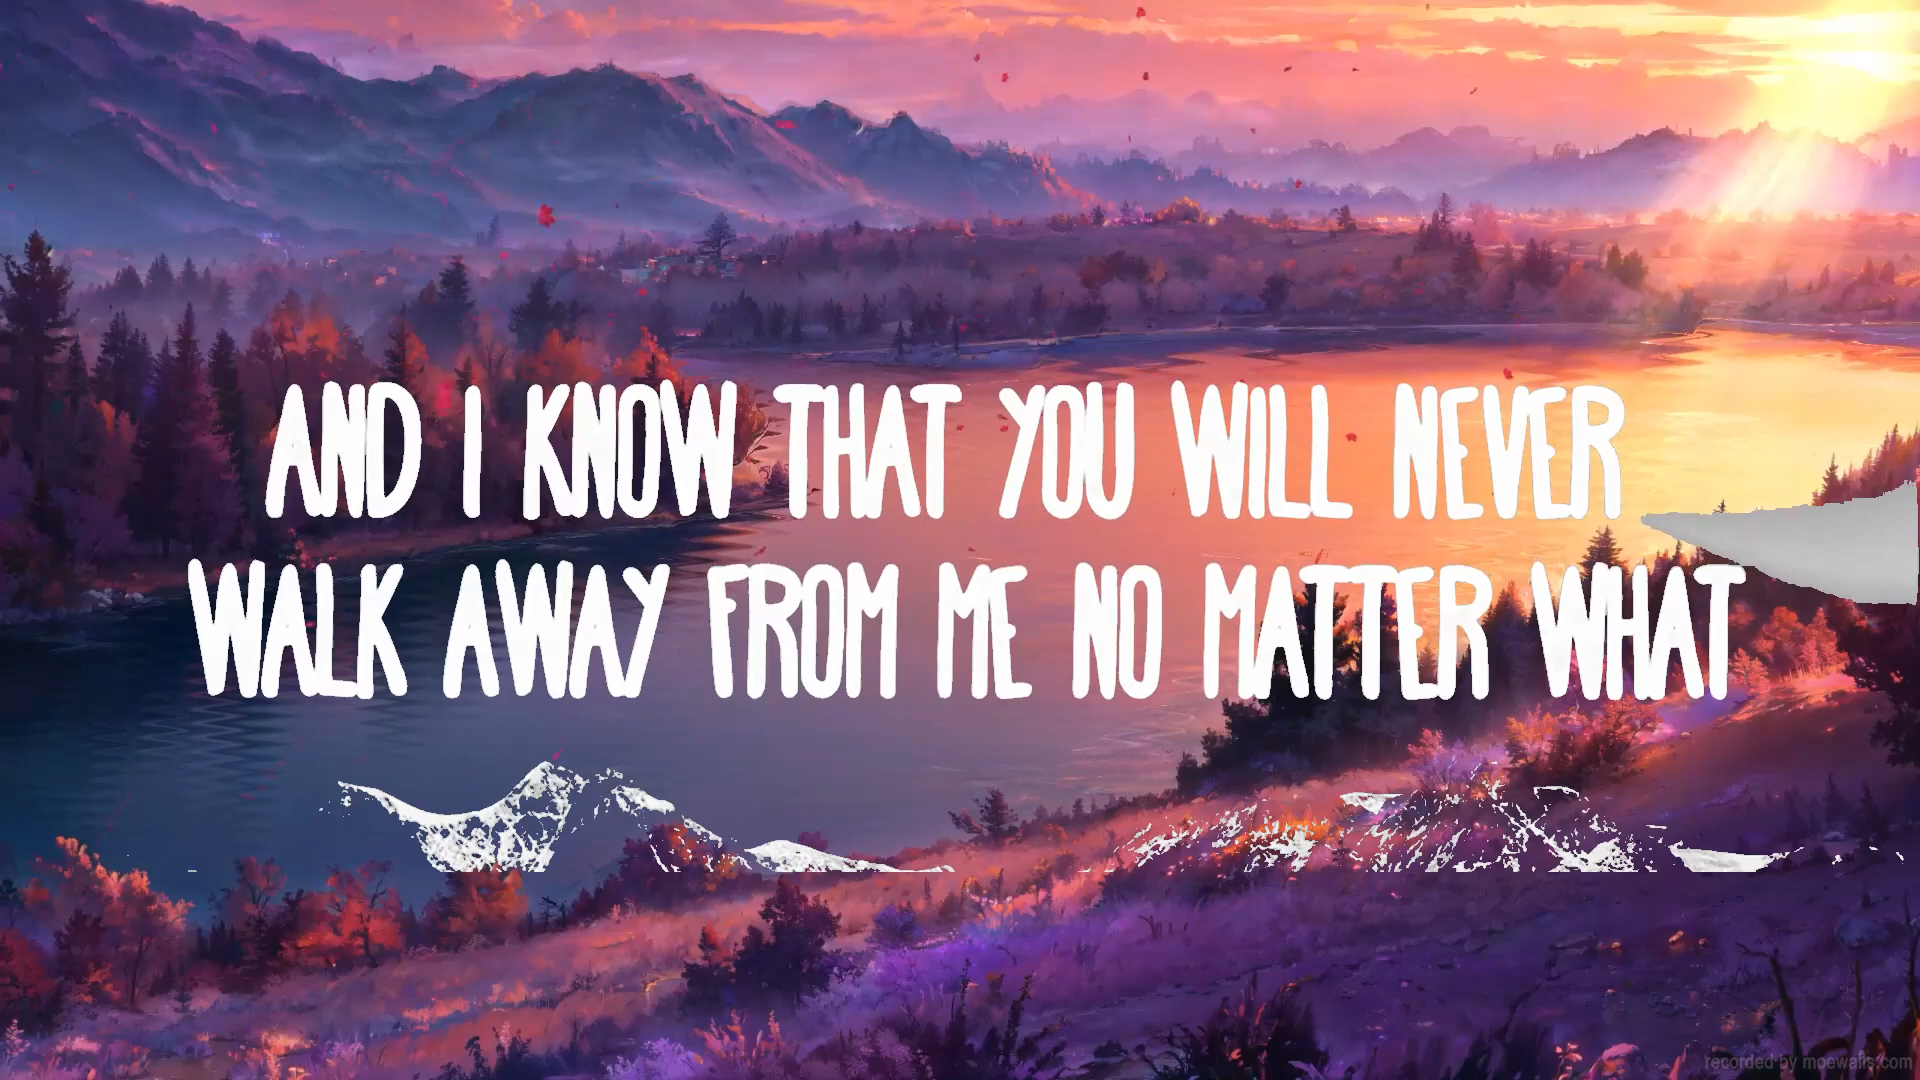 AND I KNOW THAT YOU WILL NEVER
WALK AWAY FROM ME NO MATTER WHAT
recorded by moewalls.com